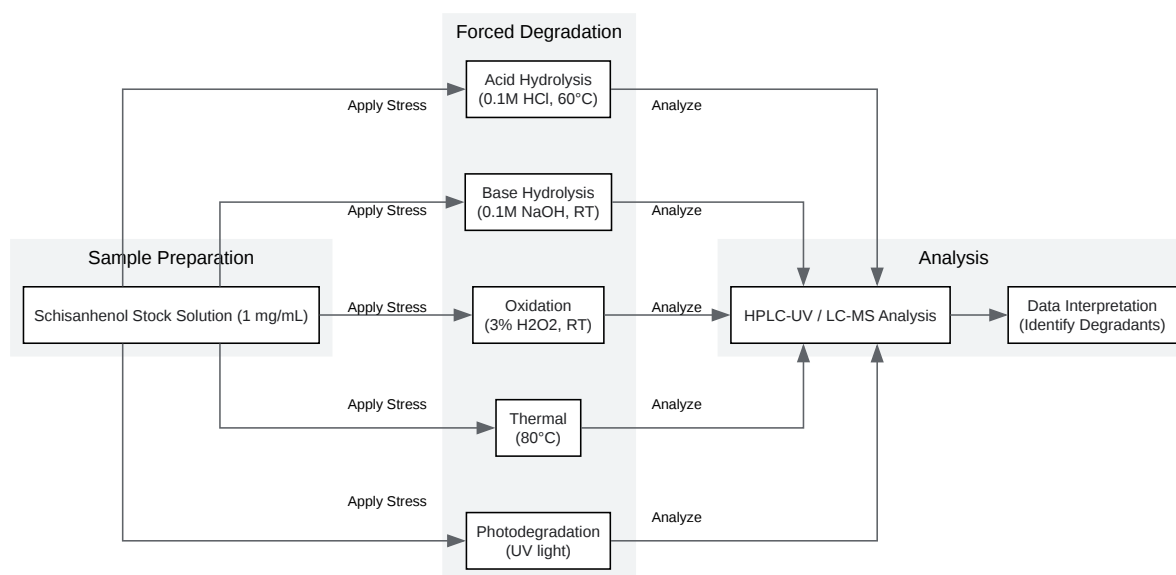 Forced Degradation
Acid Hydrolysis
(0.1M HCl, 60°C)
Apply Stress
Analyze
Base Hydrolysis
(0.1M NaOH, RT)
Apply Stress
Analyze
Sample Preparation
Analysis
Schisanhenol Stock Solution (1 mg/mL)
Apply Stress
Oxidation
(3% H2O2, RT)
Analyze
HPLC-UV / LC-MS Analysis
Data Interpretation
(Identify Degradants)
Apply Stress
Thermal
(80°C)
Analyze
Apply Stress
Photodegradation
(UV light)
Analyze